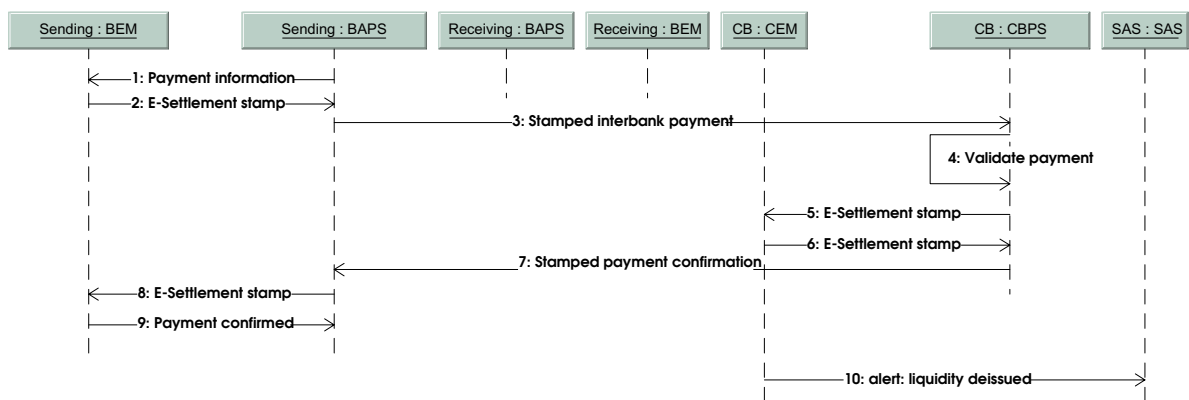 Sending : BEM
Sending : BAPS
Receiving : BAPS
Receiving : BEM
CB : CEM
CB : CBPS
SAS : SAS
1: Payment information
2: E-Settlement stamp
3: Stamped interbank payment
4: Validate payment
5: E-Settlement stamp
6: E-Settlement stamp
7: Stamped payment confirmation
8: E-Settlement stamp
9: Payment confirmed
10: alert: liquidity deissued